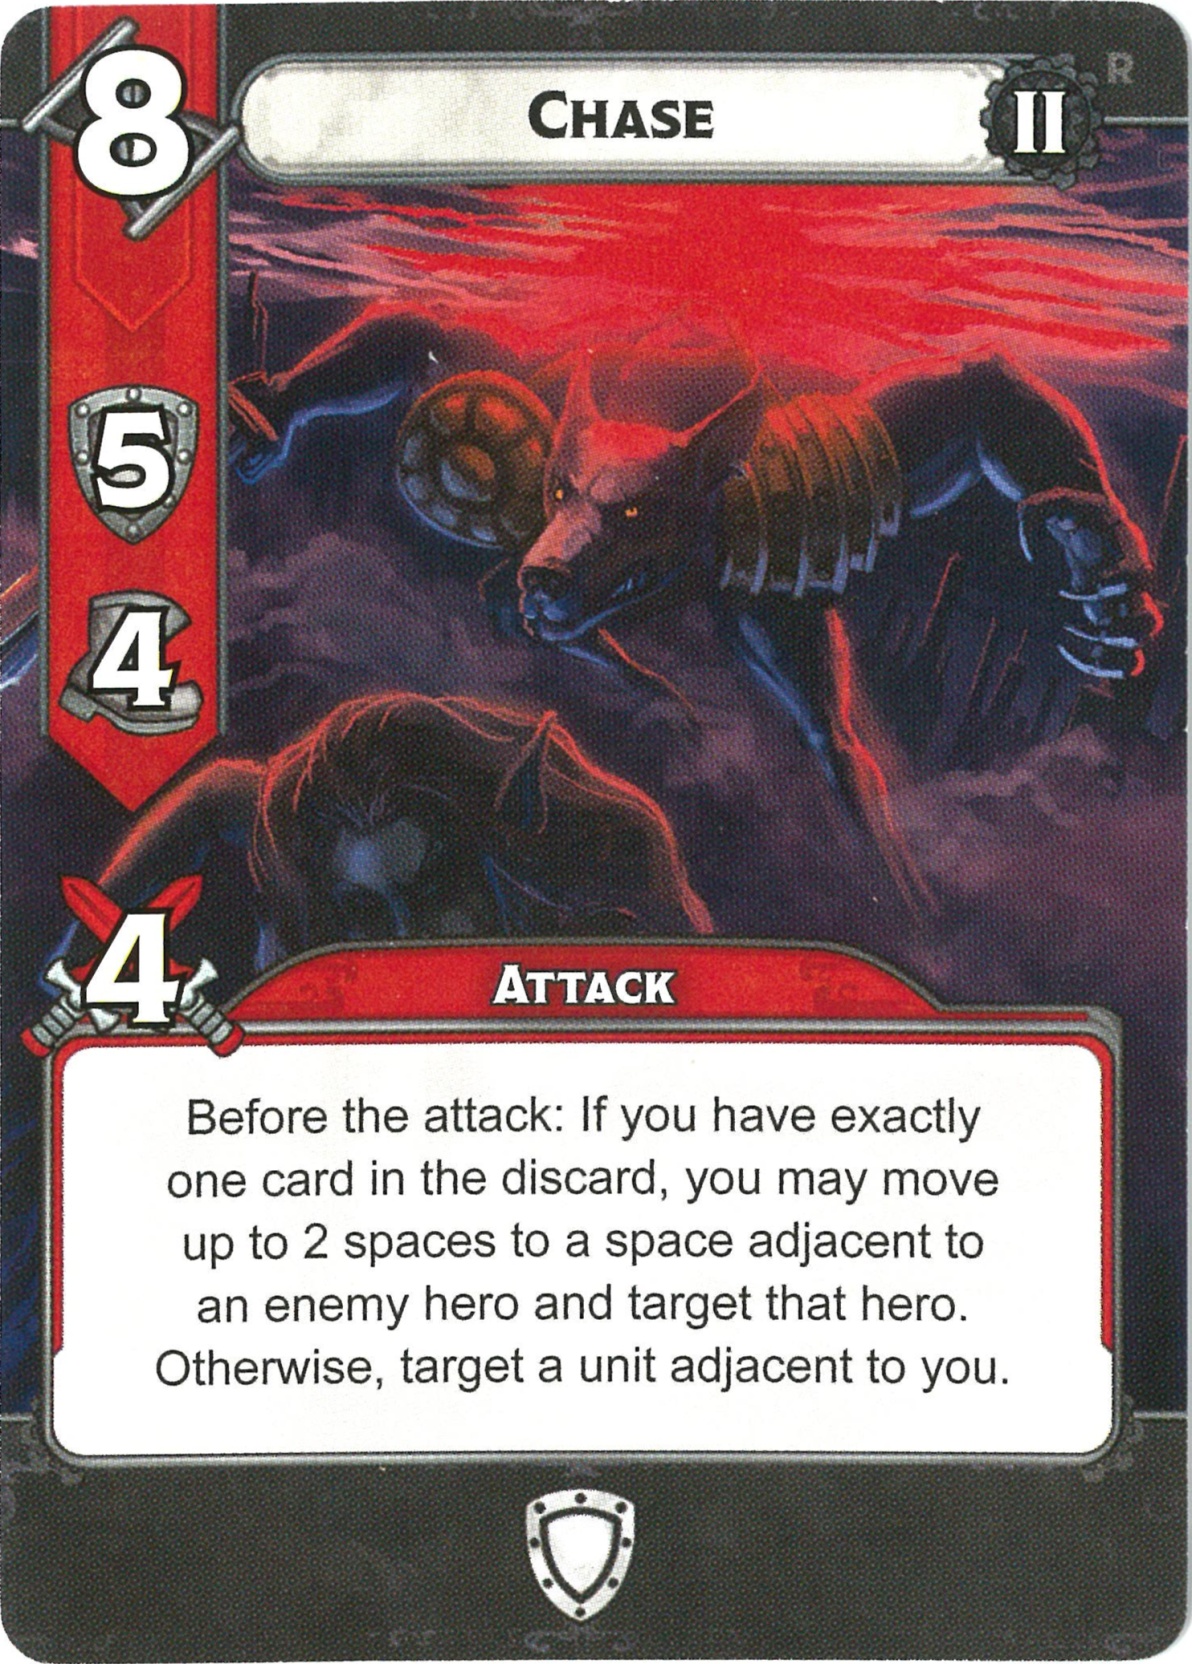 8
CHASE
II
R
5
4
4
ATTACK
Before the attack: If you have exactly
one card in the discard, you may move
up to 2 spaces to a space adjacent to
an enemy hero and target that hero.
Otherwise, target a unit adjacent to you.